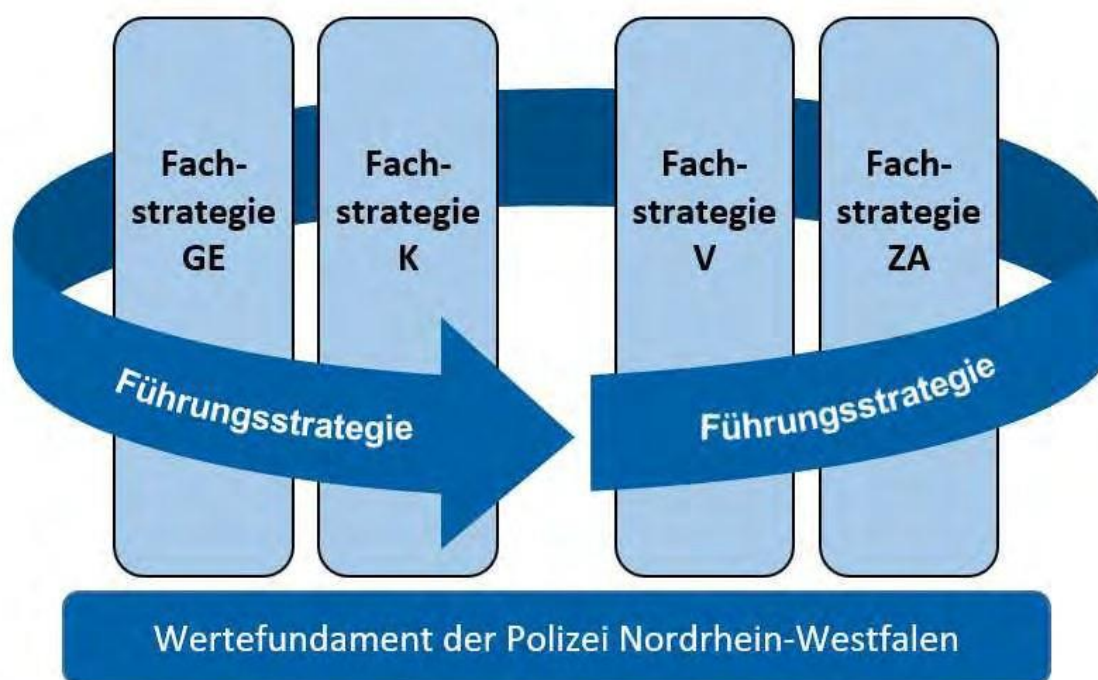 Fach-
strategie
GE
Fach-
strategie
K
Fach-
strategie
V
Fach-
strategie
ZA
Führungsstrategie
Führungsstrategie
Wertefundament der Polizei Nordrhein-Westfalen